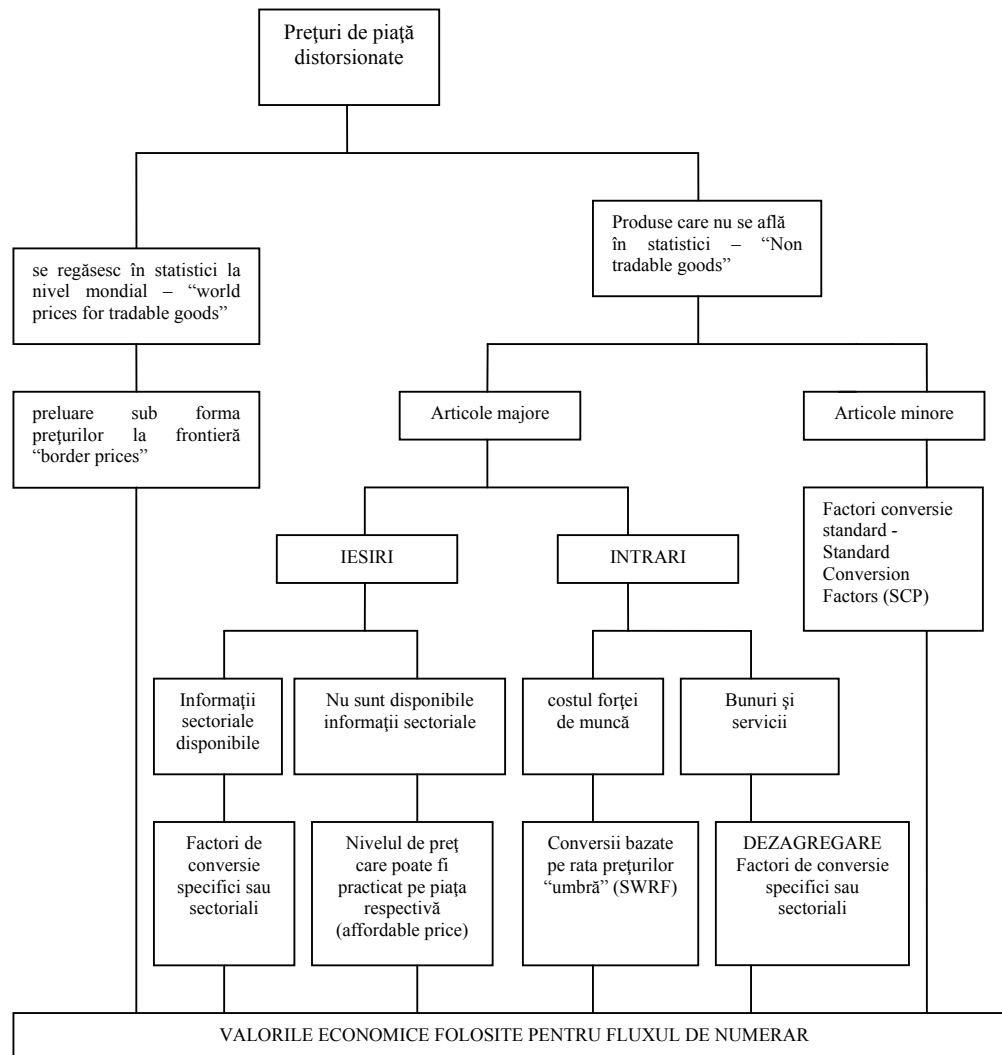 Preţuri de piaţă
distorsionate
Produse care nu se află
în statistici – “Non
tradable goods”
se regăsesc în statistici la
nivel mondial – “world
prices for tradable goods”
preluare sub forma
preţurilor la frontieră
“border prices”
Articole majore
Articole minore
Factori conversie
standard -
Standard
Conversion
Factors (SCP)
IESIRI
INTRARI
Informaţii
sectoriale
disponibile
Nu sunt disponibile
informaţii sectoriale
costul forţei
de muncă
Bunuri şi
servicii
Factori de
conversie
specifici sau
sectoriali
Nivelul de preţ
care poate fi
practicat pe piaţa
respectivă
(affordable price)
Conversii bazate
pe rata preţurilor
“umbră” (SWRF)
DEZAGREGARE
Factori de conversie
specifici sau
sectoriali
VALORILE ECONOMICE FOLOSITE PENTRU FLUXUL DE NUMERAR